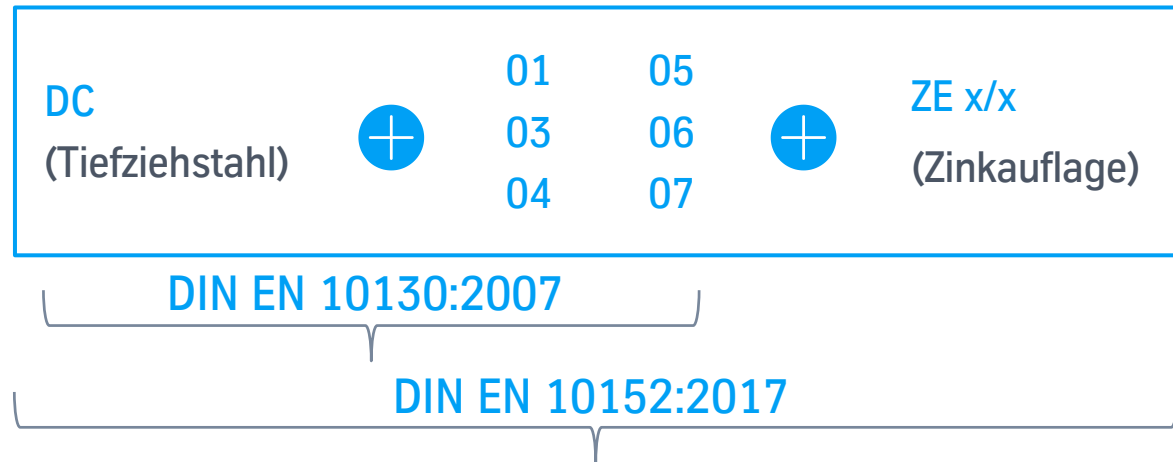 DC
(Tiefziehstahl)
01 05
03 06
04 07
ZE x/x
(Zinkauflage)
DIN EN 10130:2007
DIN EN 10152:2017